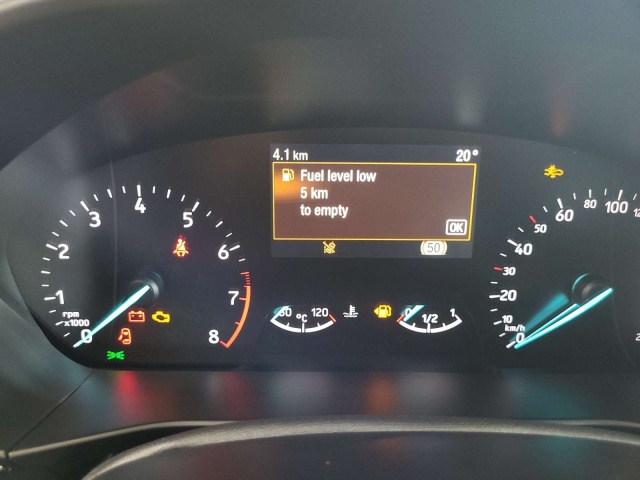 4.1 km 20°
Fuel level low
5 km
to empty
OK
50
1 2 3 4 5 6 7 8
rpm
x1000
0
°C 120
0 1/2 1
0 10 20 30 40 50 60 80 100
km/h